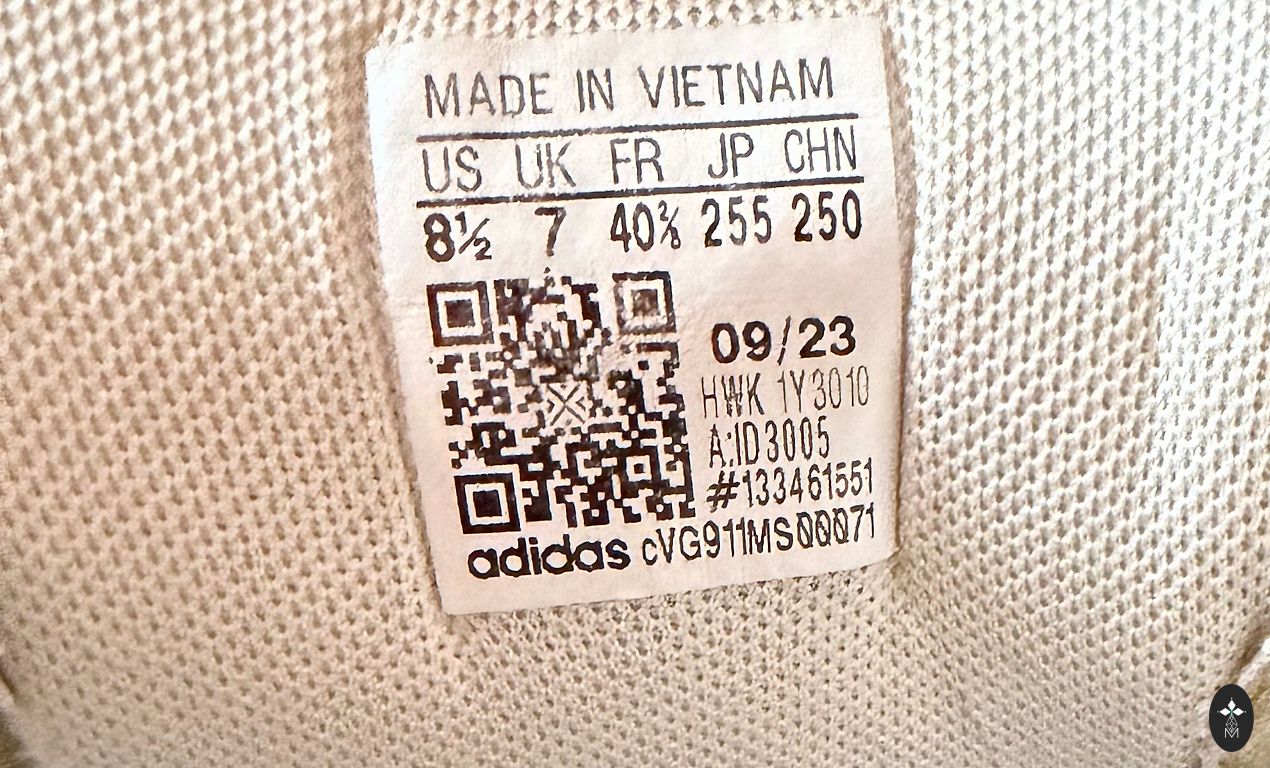 MADE IN VIETNAM
US UK FR JP CHN
8½ 7 40⅔ 255 250
09/23
HWK 1Y3010
A:ID3005
#133461551
adidas cVG911MS00071
M